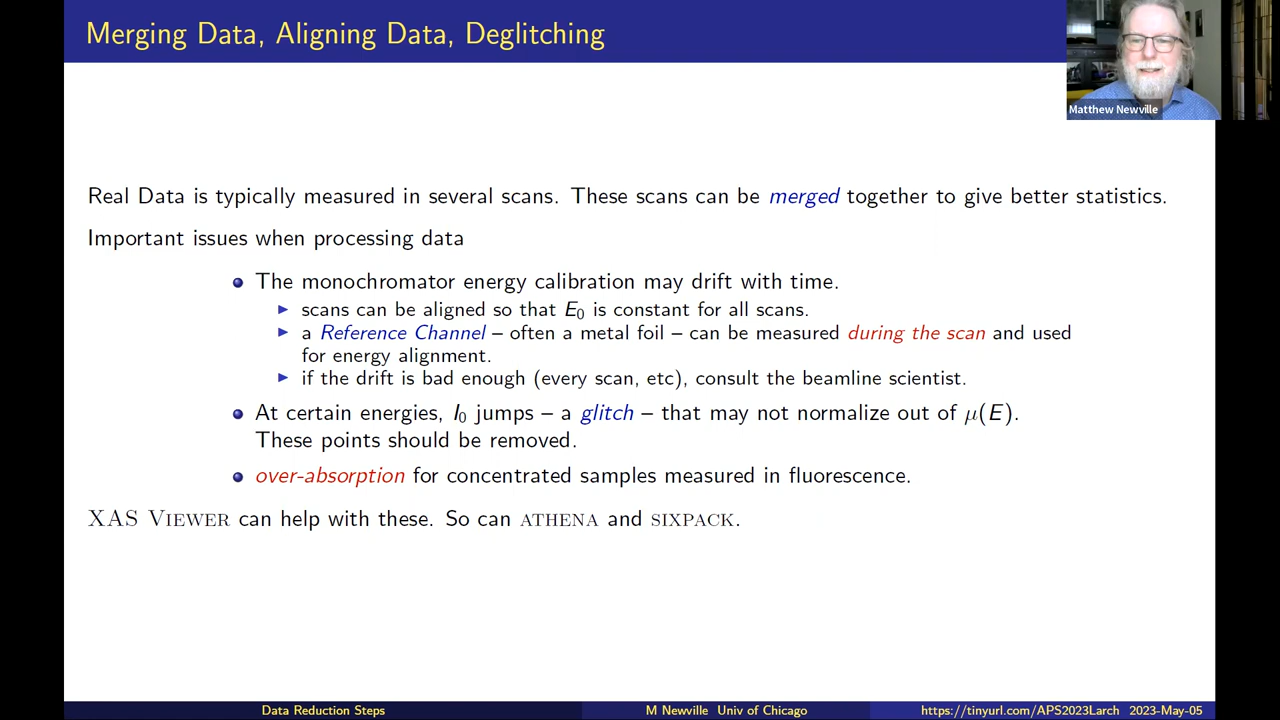 Merging Data, Aligning Data, Deglitching
Matthew Newville
Real Data is typically measured in several scans. These scans can be merged together to give better statistics.
Important issues when processing data
The monochromator energy calibration may drift with time.
scans can be aligned so that E₀ is constant for all scans.
a Reference Channel – often a metal foil – can be measured during the scan and used
for energy alignment.
if the drift is bad enough (every scan, etc), consult the beamline scientist.
At certain energies, I₀ jumps – a glitch – that may not normalize out of μ(E).
These points should be removed.
over-absorption for concentrated samples measured in fluorescence.
XAS VIEWER can help with these. So can ATHENA and SIXPACK.
Data Reduction Steps
M Newville Univ of Chicago
https://tinyurl.com/APS2023Larch 2023-May-05